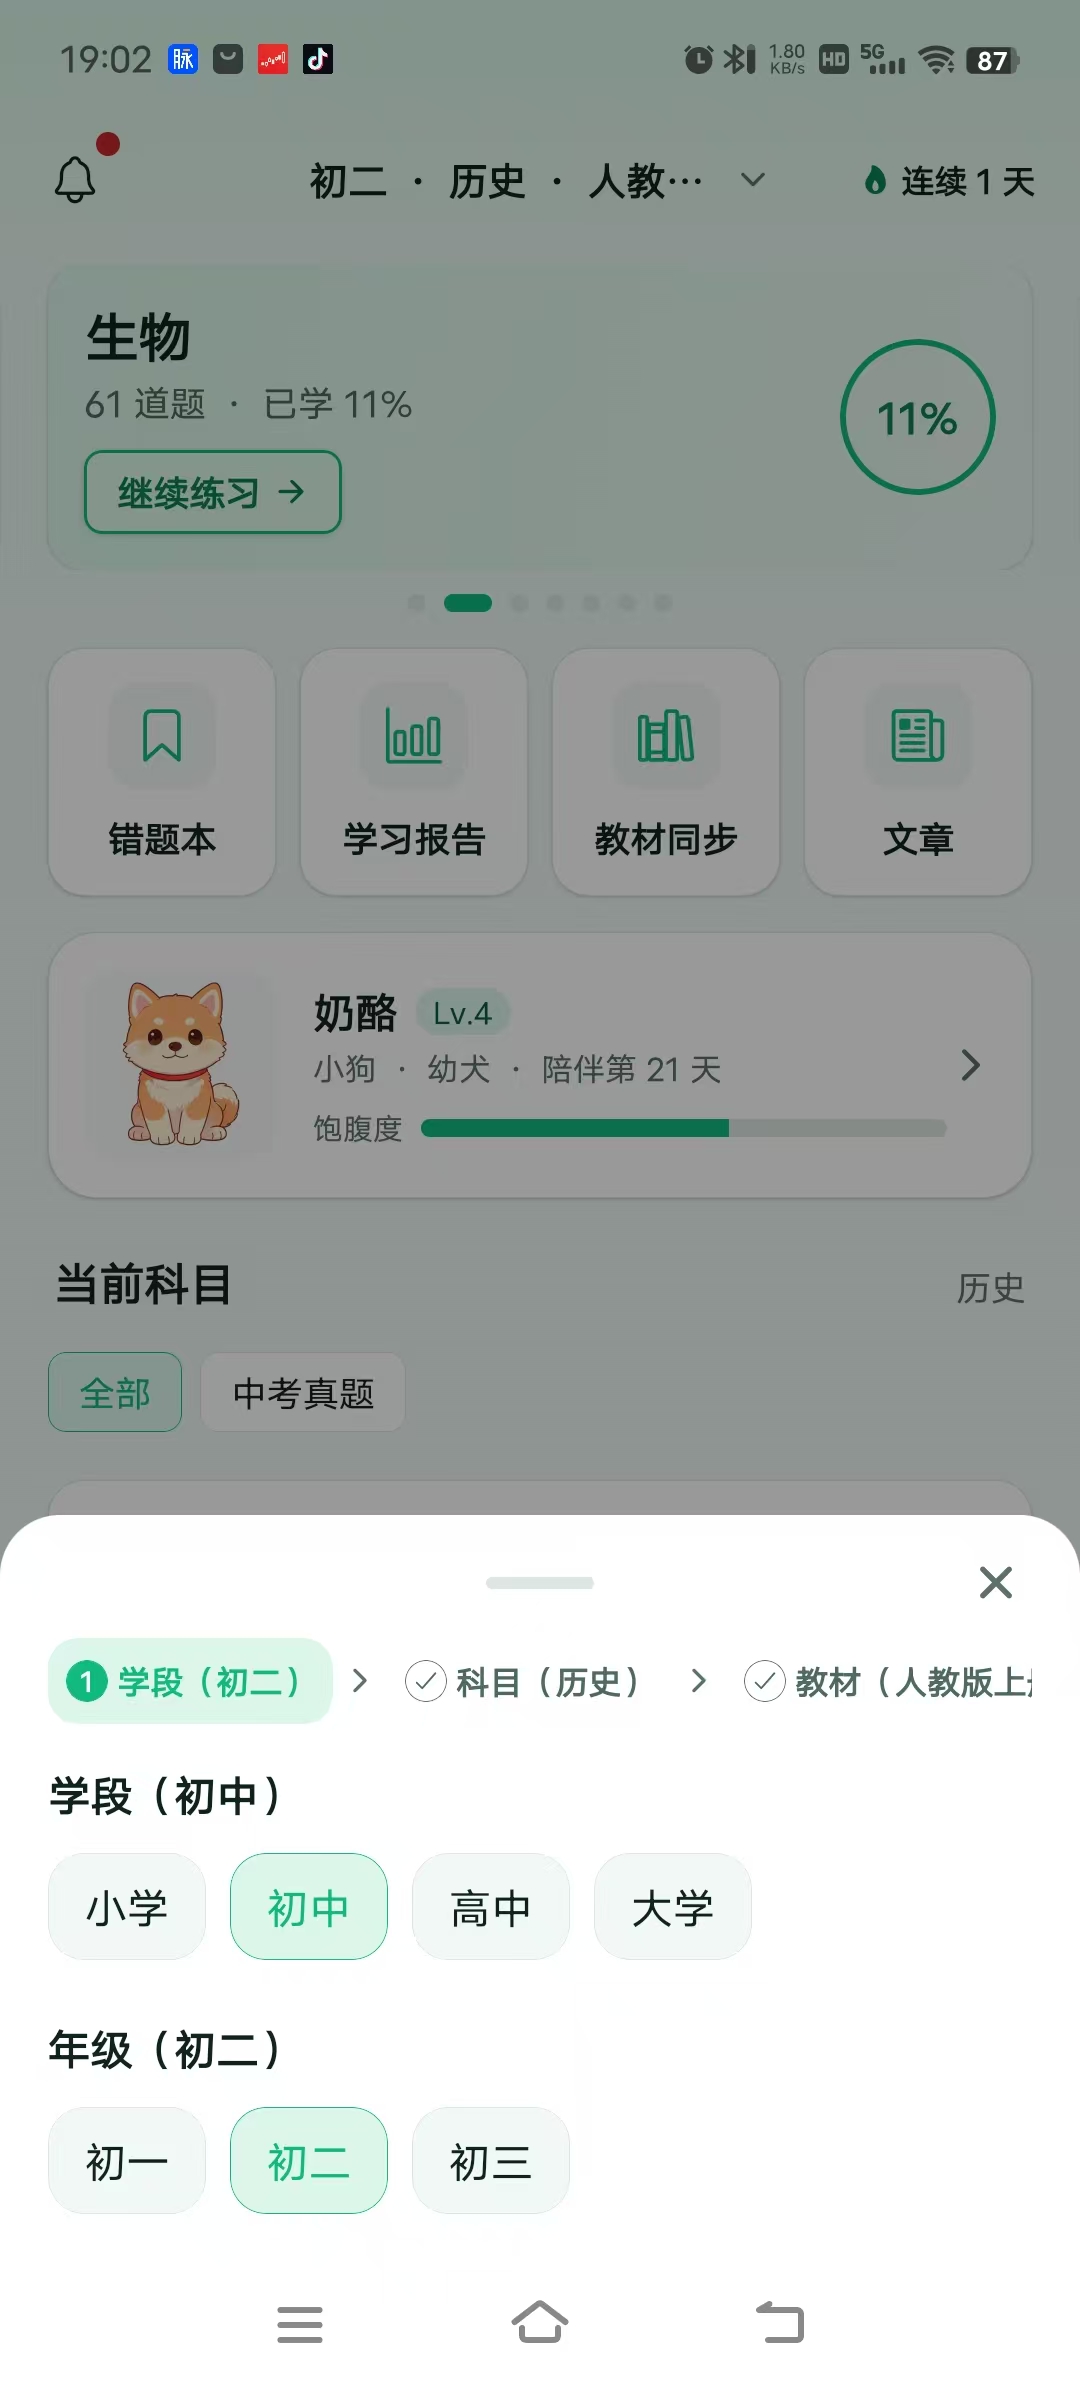 19:02 脉 1.80 KB/s HD 5G 87
初二 · 历史 · 人教…
连续 1 天
生物
61 道题 · 已学 11%
11%
继续练习 →
错题本 学习报告 教材同步 文章
奶酪 Lv.4
小狗 · 幼犬 · 陪伴第 21 天
饱腹度
当前科目 历史
全部 中考真题
1 学段（初二） 科目（历史） 教材（人教版上
学段（初中）
小学 初中 高中 大学
年级（初二）
初一 初二 初三